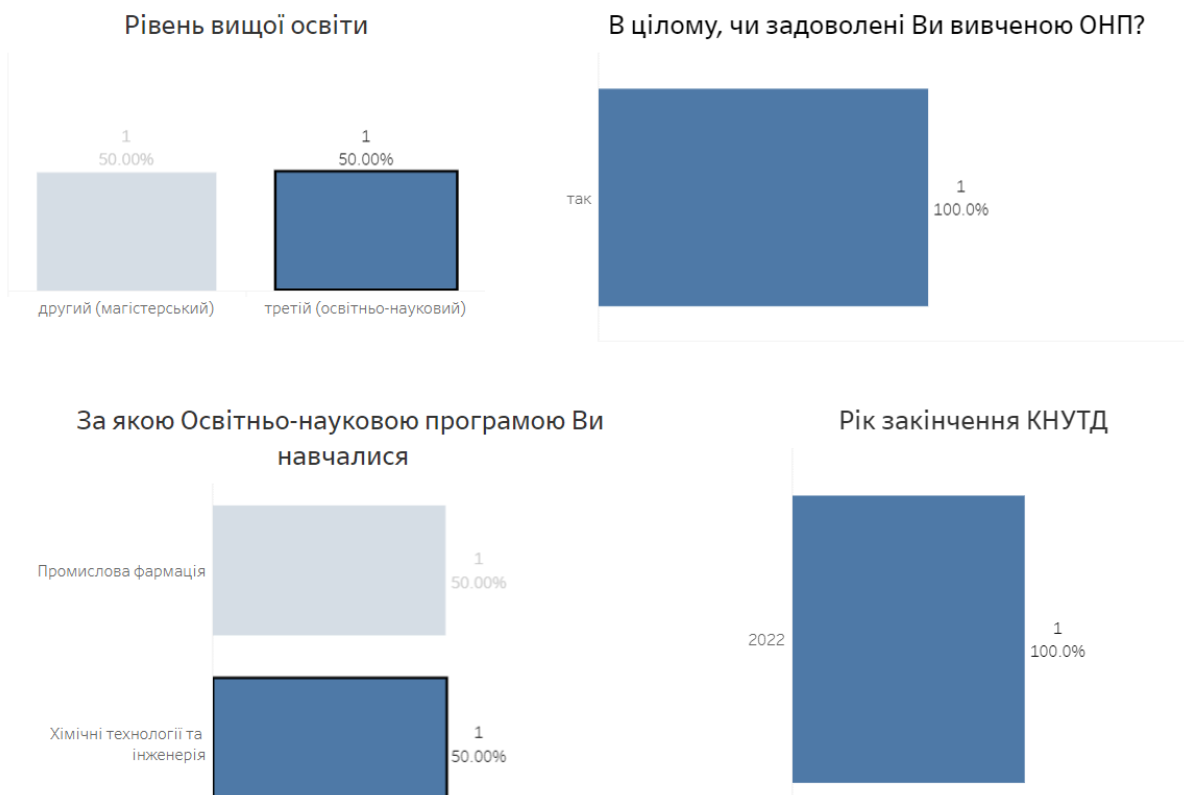 Рівень вищої освіти
1
50.00%
1
50.00%
другий (магістерський)
третій (освітньо-науковий)
В цілому, чи задоволені Ви вивченою ОНП?
так
1
100.0%
За якою Освітньо-науковою програмою Ви
навчалися
Промислова фармація
1
50.00%
Хімічні технології та
інженерія
1
50.00%
Рік закінчення КНУТД
2022
1
100.0%